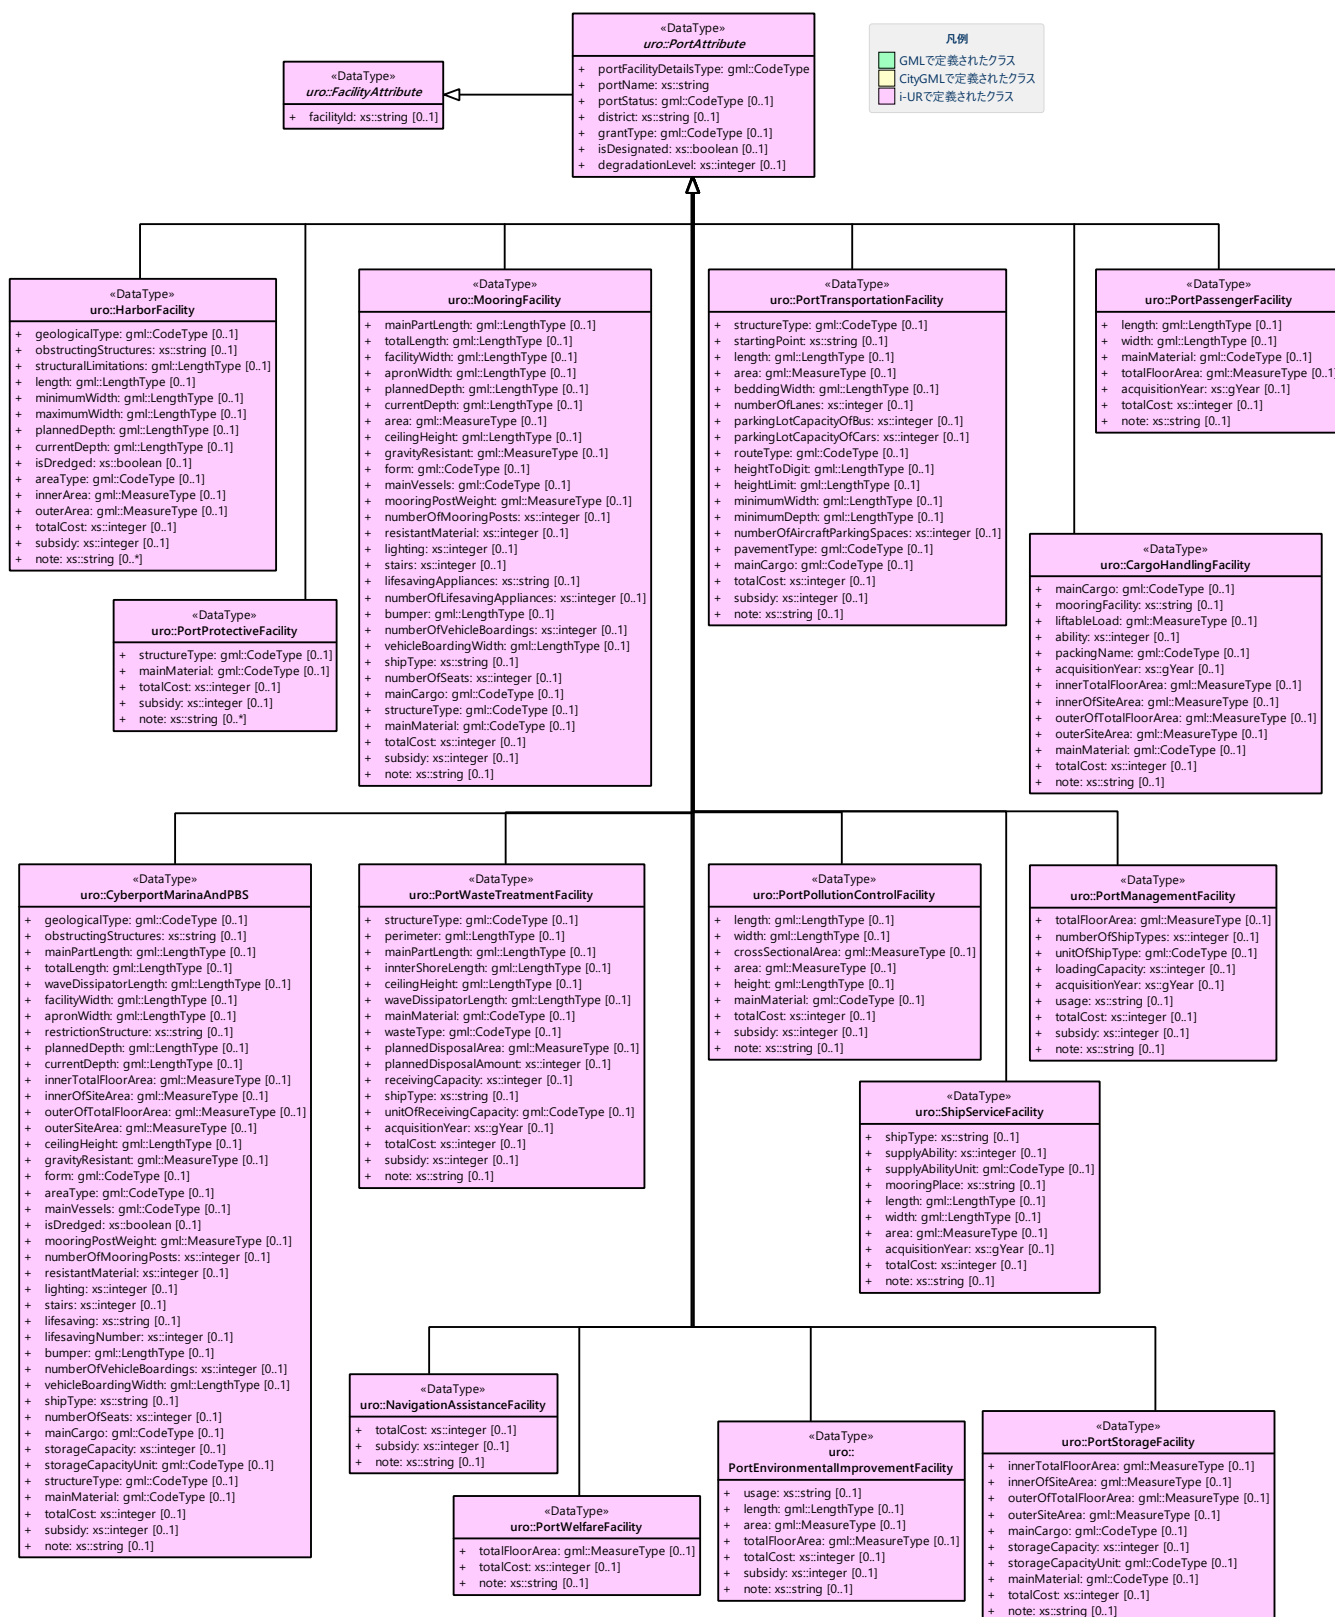 «DataType»
uro::PortAttribute
+ portFacilityDetailsType: gml::CodeType
+ portName: xs::string
+ portStatus: gml::CodeType [0..1]
+ district: xs::string [0..1]
+ grantType: gml::CodeType [0..1]
+ isDesignated: xs::boolean [0..1]
+ degradationLevel: xs::integer [0..1]
«DataType»
uro::FacilityAttribute
+ facilityId: xs::string [0..1]
凡例
GMLで定義されたクラス
CityGMLで定義されたクラス
i-URで定義されたクラス
«DataType»
uro::HarborFacility
+ geologicalType: gml::CodeType [0..1]
+ obstructingStructures: xs::string [0..1]
+ structuralLimitations: gml::LengthType [0..1]
+ length: gml::LengthType [0..1]
+ minimumWidth: gml::LengthType [0..1]
+ maximumWidth: gml::LengthType [0..1]
+ plannedDepth: gml::LengthType [0..1]
+ currentDepth: gml::LengthType [0..1]
+ isDredged: xs::boolean [0..1]
+ areaType: gml::CodeType [0..1]
+ innerArea: gml::MeasureType [0..1]
+ outerArea: gml::MeasureType [0..1]
+ totalCost: xs::integer [0..1]
+ subsidy: xs::integer [0..1]
+ note: xs::string [0..*]
«DataType»
uro::PortProtectiveFacility
+ structureType: gml::CodeType [0..1]
+ mainMaterial: gml::CodeType [0..1]
+ totalCost: xs::integer [0..1]
+ subsidy: xs::integer [0..1]
+ note: xs::string [0..*]
«DataType»
uro::MooringFacility
+ mainPartLength: gml::LengthType [0..1]
+ totalLength: gml::LengthType [0..1]
+ facilityWidth: gml::LengthType [0..1]
+ apronWidth: gml::LengthType [0..1]
+ plannedDepth: gml::LengthType [0..1]
+ currentDepth: gml::LengthType [0..1]
+ area: gml::MeasureType [0..1]
+ ceilingHeight: gml::LengthType [0..1]
+ gravityResistant: gml::MeasureType [0..1]
+ form: gml::CodeType [0..1]
+ mainVessels: gml::CodeType [0..1]
+ mooringPostWeight: gml::MeasureType [0..1]
+ numberOfMooringPosts: xs::integer [0..1]
+ resistantMaterial: xs::integer [0..1]
+ lighting: xs::integer [0..1]
+ stairs: xs::integer [0..1]
+ lifesavingAppliances: xs::string [0..1]
+ numberOfLifesavingAppliances: xs::integer [0..1]
+ bumper: gml::LengthType [0..1]
+ numberOfVehicleBoardings: xs::integer [0..1]
+ vehicleBoardingWidth: gml::LengthType [0..1]
+ shipType: xs::string [0..1]
+ numberOfSeats: xs::integer [0..1]
+ mainCargo: gml::CodeType [0..1]
+ structureType: gml::CodeType [0..1]
+ mainMaterial: gml::CodeType [0..1]
+ totalCost: xs::integer [0..1]
+ subsidy: xs::integer [0..1]
+ note: xs::string [0..1]
«DataType»
uro::PortTransportationFacility
+ structureType: gml::CodeType [0..1]
+ startingPoint: xs::string [0..1]
+ length: gml::LengthType [0..1]
+ area: gml::MeasureType [0..1]
+ beddingWidth: gml::LengthType [0..1]
+ numberOfLanes: xs::integer [0..1]
+ parkingLotCapacityOfBus: xs::integer [0..1]
+ parkingLotCapacityOfCars: xs::integer [0..1]
+ routeType: gml::CodeType [0..1]
+ heightToDigit: gml::LengthType [0..1]
+ heightLimit: gml::LengthType [0..1]
+ minimumWidth: gml::LengthType [0..1]
+ minimumDepth: gml::LengthType [0..1]
+ numberOfAircraftParkingSpaces: xs::integer [0..1]
+ pavementType: gml::CodeType [0..1]
+ mainCargo: gml::CodeType [0..1]
+ totalCost: xs::integer [0..1]
+ subsidy: xs::integer [0..1]
+ note: xs::string [0..1]
«DataType»
uro::PortPassengerFacility
+ length: gml::LengthType [0..1]
+ width: gml::LengthType [0..1]
+ mainMaterial: gml::CodeType [0..1]
+ totalFloorArea: gml::MeasureType [0..1]
+ acquisitionYear: xs::gYear [0..1]
+ totalCost: xs::integer [0..1]
+ note: xs::string [0..1]
«DataType»
uro::CargoHandlingFacility
+ mainCargo: gml::CodeType [0..1]
+ mooringFacility: xs::string [0..1]
+ liftableLoad: gml::MeasureType [0..1]
+ ability: xs::integer [0..1]
+ packingName: gml::CodeType [0..1]
+ acquisitionYear: xs::gYear [0..1]
+ innerTotalFloorArea: gml::MeasureType [0..1]
+ innerOfSiteArea: gml::MeasureType [0..1]
+ outerOfTotalFloorArea: gml::MeasureType [0..1]
+ outerSiteArea: gml::MeasureType [0..1]
+ mainMaterial: gml::CodeType [0..1]
+ totalCost: xs::integer [0..1]
+ note: xs::string [0..1]
«DataType»
uro::CyberportMarinaAndPBS
+ geologicalType: gml::CodeType [0..1]
+ obstructingStructures: xs::string [0..1]
+ mainPartLength: gml::LengthType [0..1]
+ totalLength: gml::LengthType [0..1]
+ waveDissipatorLength: gml::LengthType [0..1]
+ facilityWidth: gml::LengthType [0..1]
+ apronWidth: gml::LengthType [0..1]
+ restrictionStructure: xs::string [0..1]
+ plannedDepth: gml::LengthType [0..1]
+ currentDepth: gml::LengthType [0..1]
+ innerTotalFloorArea: gml::MeasureType [0..1]
+ innerOfSiteArea: gml::MeasureType [0..1]
+ outerOfTotalFloorArea: gml::MeasureType [0..1]
+ outerSiteArea: gml::MeasureType [0..1]
+ ceilingHeight: gml::LengthType [0..1]
+ gravityResistant: gml::MeasureType [0..1]
+ form: gml::CodeType [0..1]
+ areaType: gml::CodeType [0..1]
+ mainVessels: gml::CodeType [0..1]
+ isDredged: xs::boolean [0..1]
+ mooringPostWeight: gml::MeasureType [0..1]
+ numberOfMooringPosts: xs::integer [0..1]
+ resistantMaterial: xs::integer [0..1]
+ lighting: xs::integer [0..1]
+ stairs: xs::integer [0..1]
+ lifesaving: xs::string [0..1]
+ lifesavingNumber: xs::integer [0..1]
+ bumper: gml::LengthType [0..1]
+ numberOfVehicleBoardings: xs::integer [0..1]
+ vehicleBoardingWidth: gml::LengthType [0..1]
+ shipType: xs::string [0..1]
+ numberOfSeats: xs::integer [0..1]
+ mainCargo: gml::CodeType [0..1]
+ storageCapacity: xs::integer [0..1]
+ storageCapacityUnit: gml::CodeType [0..1]
+ structureType: gml::CodeType [0..1]
+ mainMaterial: gml::CodeType [0..1]
+ totalCost: xs::integer [0..1]
+ subsidy: xs::integer [0..1]
+ note: xs::string [0..1]
«DataType»
uro::PortWasteTreatmentFacility
+ structureType: gml::CodeType [0..1]
+ perimeter: gml::LengthType [0..1]
+ mainPartLength: gml::LengthType [0..1]
+ innterShoreLength: gml::LengthType [0..1]
+ ceilingHeight: gml::LengthType [0..1]
+ waveDissipatorLength: gml::LengthType [0..1]
+ mainMaterial: gml::CodeType [0..1]
+ wasteType: gml::CodeType [0..1]
+ plannedDisposalArea: gml::MeasureType [0..1]
+ plannedDisposalAmount: xs::integer [0..1]
+ receivingCapacity: xs::integer [0..1]
+ shipType: xs::string [0..1]
+ unitOfReceivingCapacity: gml::CodeType [0..1]
+ acquisitionYear: xs::gYear [0..1]
+ totalCost: xs::integer [0..1]
+ subsidy: xs::integer [0..1]
+ note: xs::string [0..1]
«DataType»
uro::PortPollutionControlFacility
+ length: gml::LengthType [0..1]
+ width: gml::LengthType [0..1]
+ crossSectionalArea: gml::MeasureType [0..1]
+ area: gml::MeasureType [0..1]
+ height: gml::LengthType [0..1]
+ mainMaterial: gml::CodeType [0..1]
+ totalCost: xs::integer [0..1]
+ subsidy: xs::integer [0..1]
+ note: xs::string [0..1]
«DataType»
uro::PortManagementFacility
+ totalFloorArea: gml::MeasureType [0..1]
+ numberOfShipTypes: xs::integer [0..1]
+ unitOfShipType: gml::CodeType [0..1]
+ loadingCapacity: xs::integer [0..1]
+ acquisitionYear: xs::gYear [0..1]
+ usage: xs::string [0..1]
+ totalCost: xs::integer [0..1]
+ subsidy: xs::integer [0..1]
+ note: xs::string [0..1]
«DataType»
uro::ShipServiceFacility
+ shipType: xs::string [0..1]
+ supplyAbility: xs::integer [0..1]
+ supplyAbilityUnit: gml::CodeType [0..1]
+ mooringPlace: xs::string [0..1]
+ length: gml::LengthType [0..1]
+ width: gml::LengthType [0..1]
+ area: gml::MeasureType [0..1]
+ acquisitionYear: xs::gYear [0..1]
+ totalCost: xs::integer [0..1]
+ note: xs::string [0..1]
«DataType»
uro::NavigationAssistanceFacility
+ totalCost: xs::integer [0..1]
+ subsidy: xs::integer [0..1]
+ note: xs::string [0..1]
«DataType»
uro::PortWelfareFacility
+ totalFloorArea: gml::MeasureType [0..1]
+ totalCost: xs::integer [0..1]
+ note: xs::string [0..1]
«DataType»
uro::
PortEnvironmentalImprovementFacility
+ usage: xs::string [0..1]
+ length: gml::LengthType [0..1]
+ area: gml::MeasureType [0..1]
+ totalFloorArea: gml::MeasureType [0..1]
+ totalCost: xs::integer [0..1]
+ subsidy: xs::integer [0..1]
+ note: xs::string [0..1]
«DataType»
uro::PortStorageFacility
+ innerTotalFloorArea: gml::MeasureType [0..1]
+ innerOfSiteArea: gml::MeasureType [0..1]
+ outerOfTotalFloorArea: gml::MeasureType [0..1]
+ outerSiteArea: gml::MeasureType [0..1]
+ mainCargo: gml::CodeType [0..1]
+ storageCapacity: xs::integer [0..1]
+ storageCapacityUnit: gml::CodeType [0..1]
+ mainMaterial: gml::CodeType [0..1]
+ totalCost: xs::integer [0..1]
+ note: xs::string [0..1]